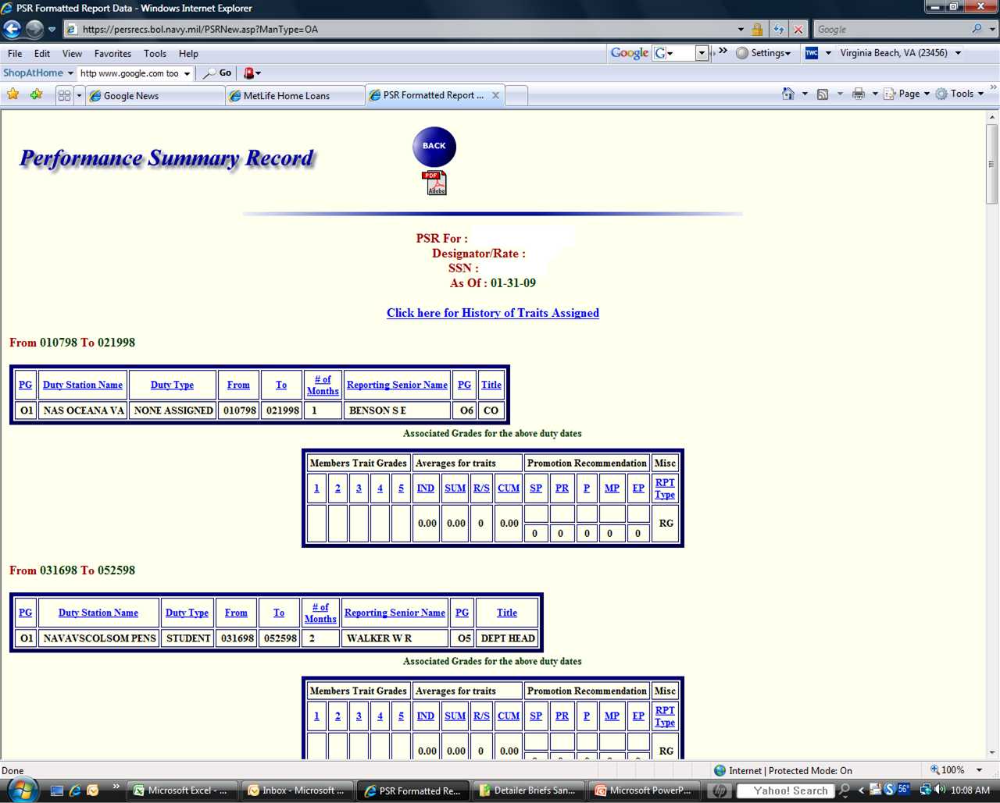 PSR Formatted Report Data - Windows Internet Explorer
https://persrecs.bol.navy.mil/PSRNew.asp?ManType=OA
Google
File Edit View Favorites Tools Help
Google G Settings TWC Virginia Beach, VA (23456)
ShopAtHome http www.google.com too Go
Google News MetLife Home Loans PSR Formatted Report ... Page Tools
Performance Summary Record
BACK
PDF
Adobe
PSR For :
Designator/Rate :
SSN :
As Of : 01-31-09
Click here for History of Traits Assigned
From 010798 To 021998
PG Duty Station Name Duty Type From To # of Months Reporting Senior Name PG Title
O1 NAS OCEANA VA NONE ASSIGNED 010798 021998 1 BENSON S E O6 CO
Associated Grades for the above duty dates
Members Trait Grades Averages for traits Promotion Recommendation Misc
1 2 3 4 5 IND SUM R/S CUM SP PR P MP EP RPT Type
0.00 0.00 0 0.00 RG
0 0 0 0 0
From 031698 To 052598
PG Duty Station Name Duty Type From To # of Months Reporting Senior Name PG Title
O1 NAVAVSCOLSOM PENS STUDENT 031698 052598 2 WALKER W R O5 DEPT HEAD
Associated Grades for the above duty dates
Members Trait Grades Averages for traits Promotion Recommendation Misc
1 2 3 4 5 IND SUM R/S CUM SP PR P MP EP RPT Type
0.00 0.00 0 0.00 RG
Done Internet | Protected Mode: On 100%
Microsoft Excel - ... Inbox - Microsoft ... PSR Formatted Re... Detailer Briefs San... Microsoft PowerP... hp Yahoo! Search 56° 10:08 AM